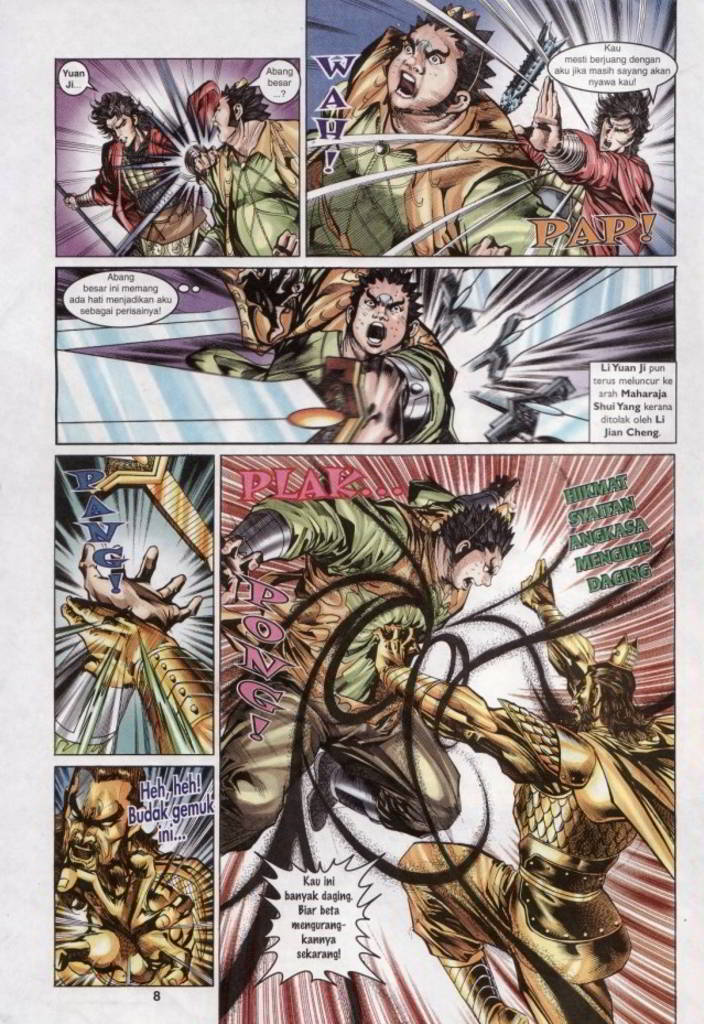 Yuan
Ji...
Abang
besar
...?
WAH!
Kau
mesti berjuang dengan
aku jika masih sayang akan
nyawa kau!
PAP!
Abang
besar ini memang
ada hati menjadikan aku
sebagai perisainya!
Li Yuan Ji pun
terus meluncur ke
arah Maharaja
Shui Yang kerana
ditolak oleh Li
Jian Cheng.
PANG!
Heh, heh!
Budak gemuk
ini...
PLAK...
PONG!
HIKMAT
SYAITAN
ANGKASA
MENGIKIS
DAGING
Kau ini
banyak daging.
Biar beta
mengurang-
kannya
sekarang!
8